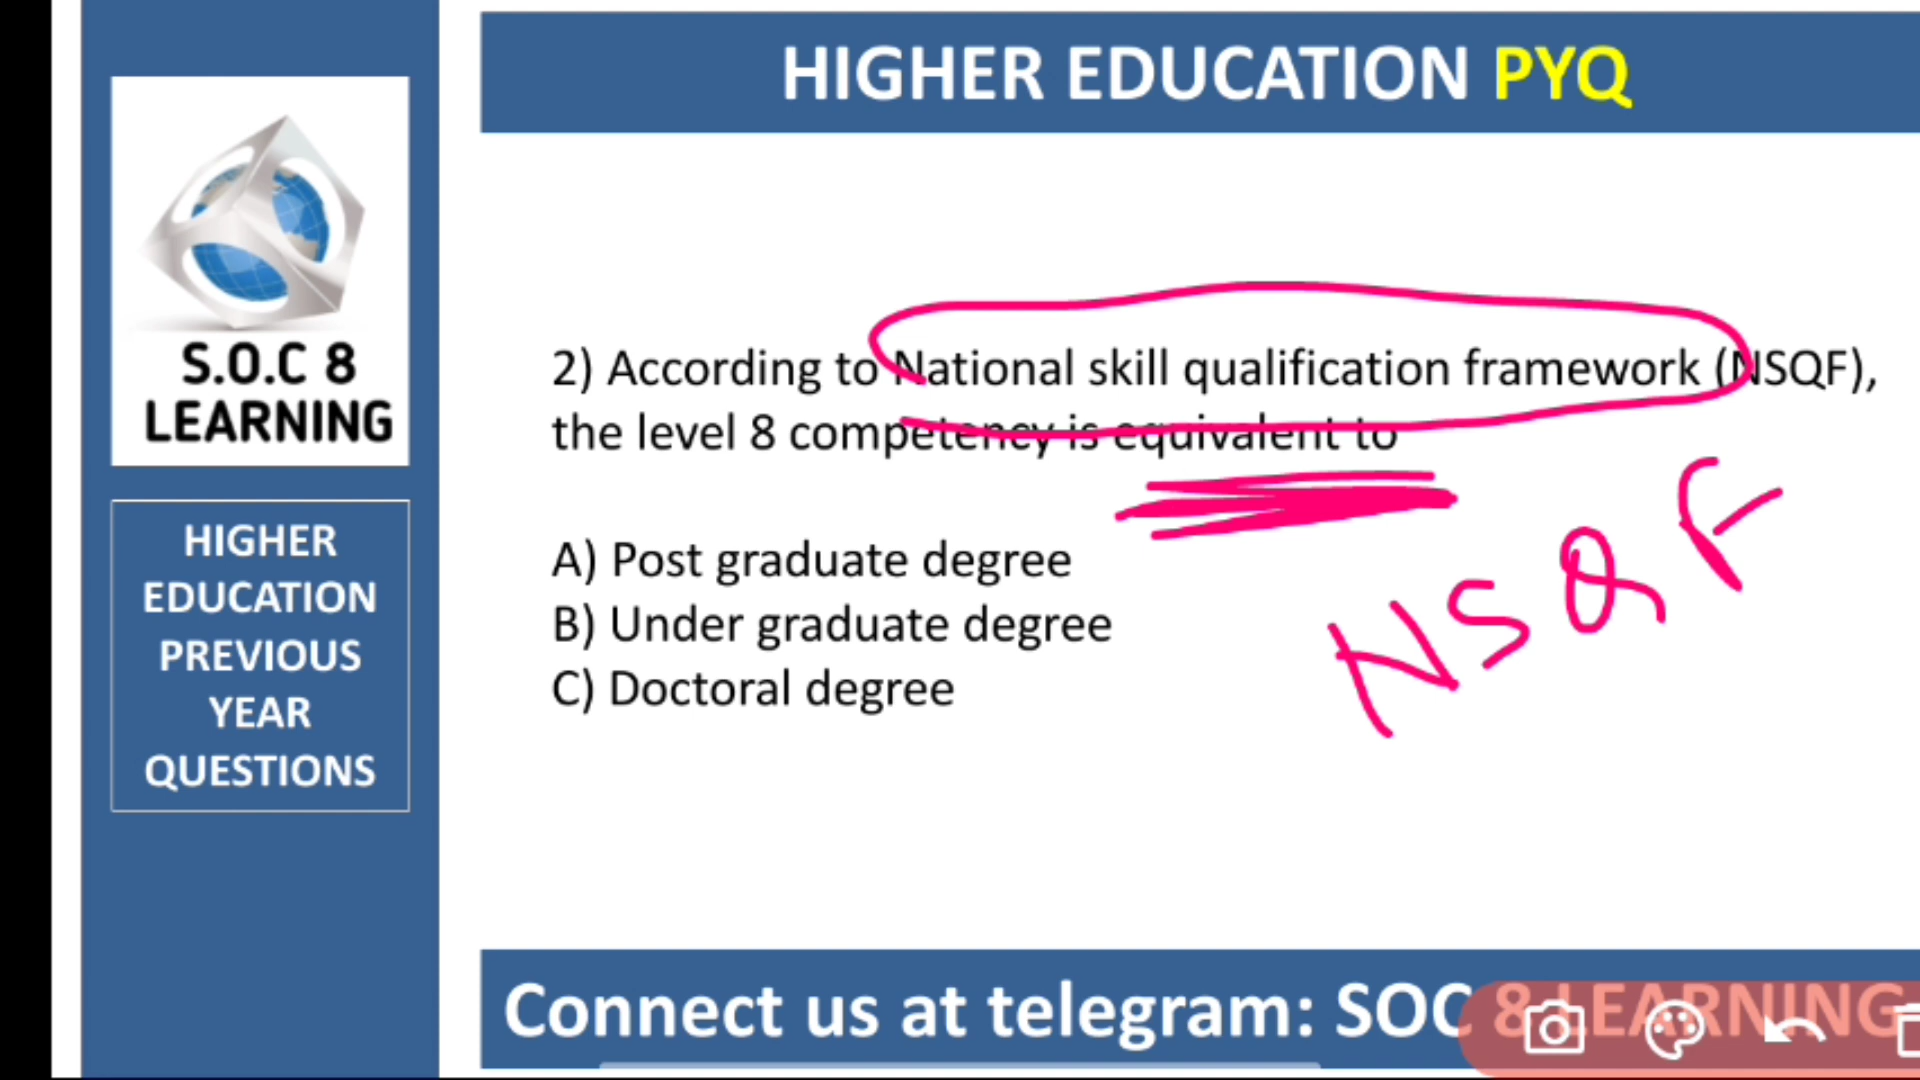 HIGHER EDUCATION PYQ
S.O.C 8
LEARNING
HIGHER
EDUCATION
PREVIOUS
YEAR
QUESTIONS
2) According to National skill qualification framework (NSQF),
the level 8 competency is equivalent to
A) Post graduate degree
B) Under graduate degree
C) Doctoral degree
NSQF
Connect us at telegram: SOC 8 LEARNING